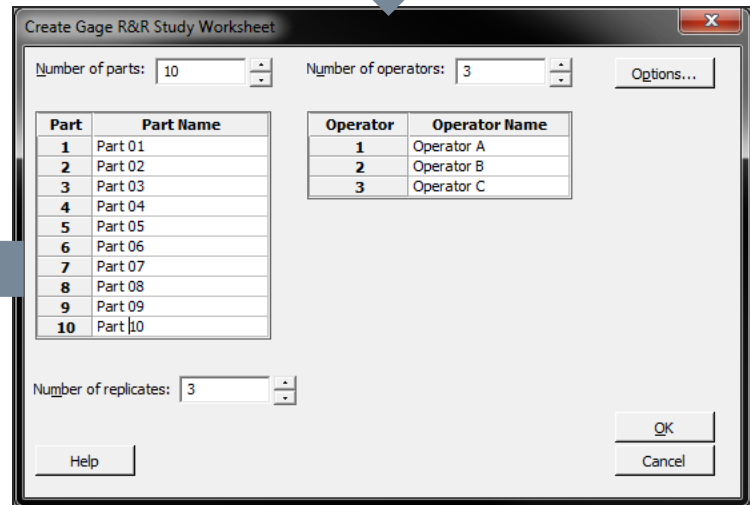 Create Gage R&R Study Worksheet
Number of parts: 10 Number of operators: 3 Options...
Part Part Name Operator Operator Name
1 Part 01 1 Operator A
2 Part 02 2 Operator B
3 Part 03 3 Operator C
4 Part 04
5 Part 05
6 Part 06
7 Part 07
8 Part 08
9 Part 09
10 Part 10
Number of replicates: 3
OK
Help Cancel